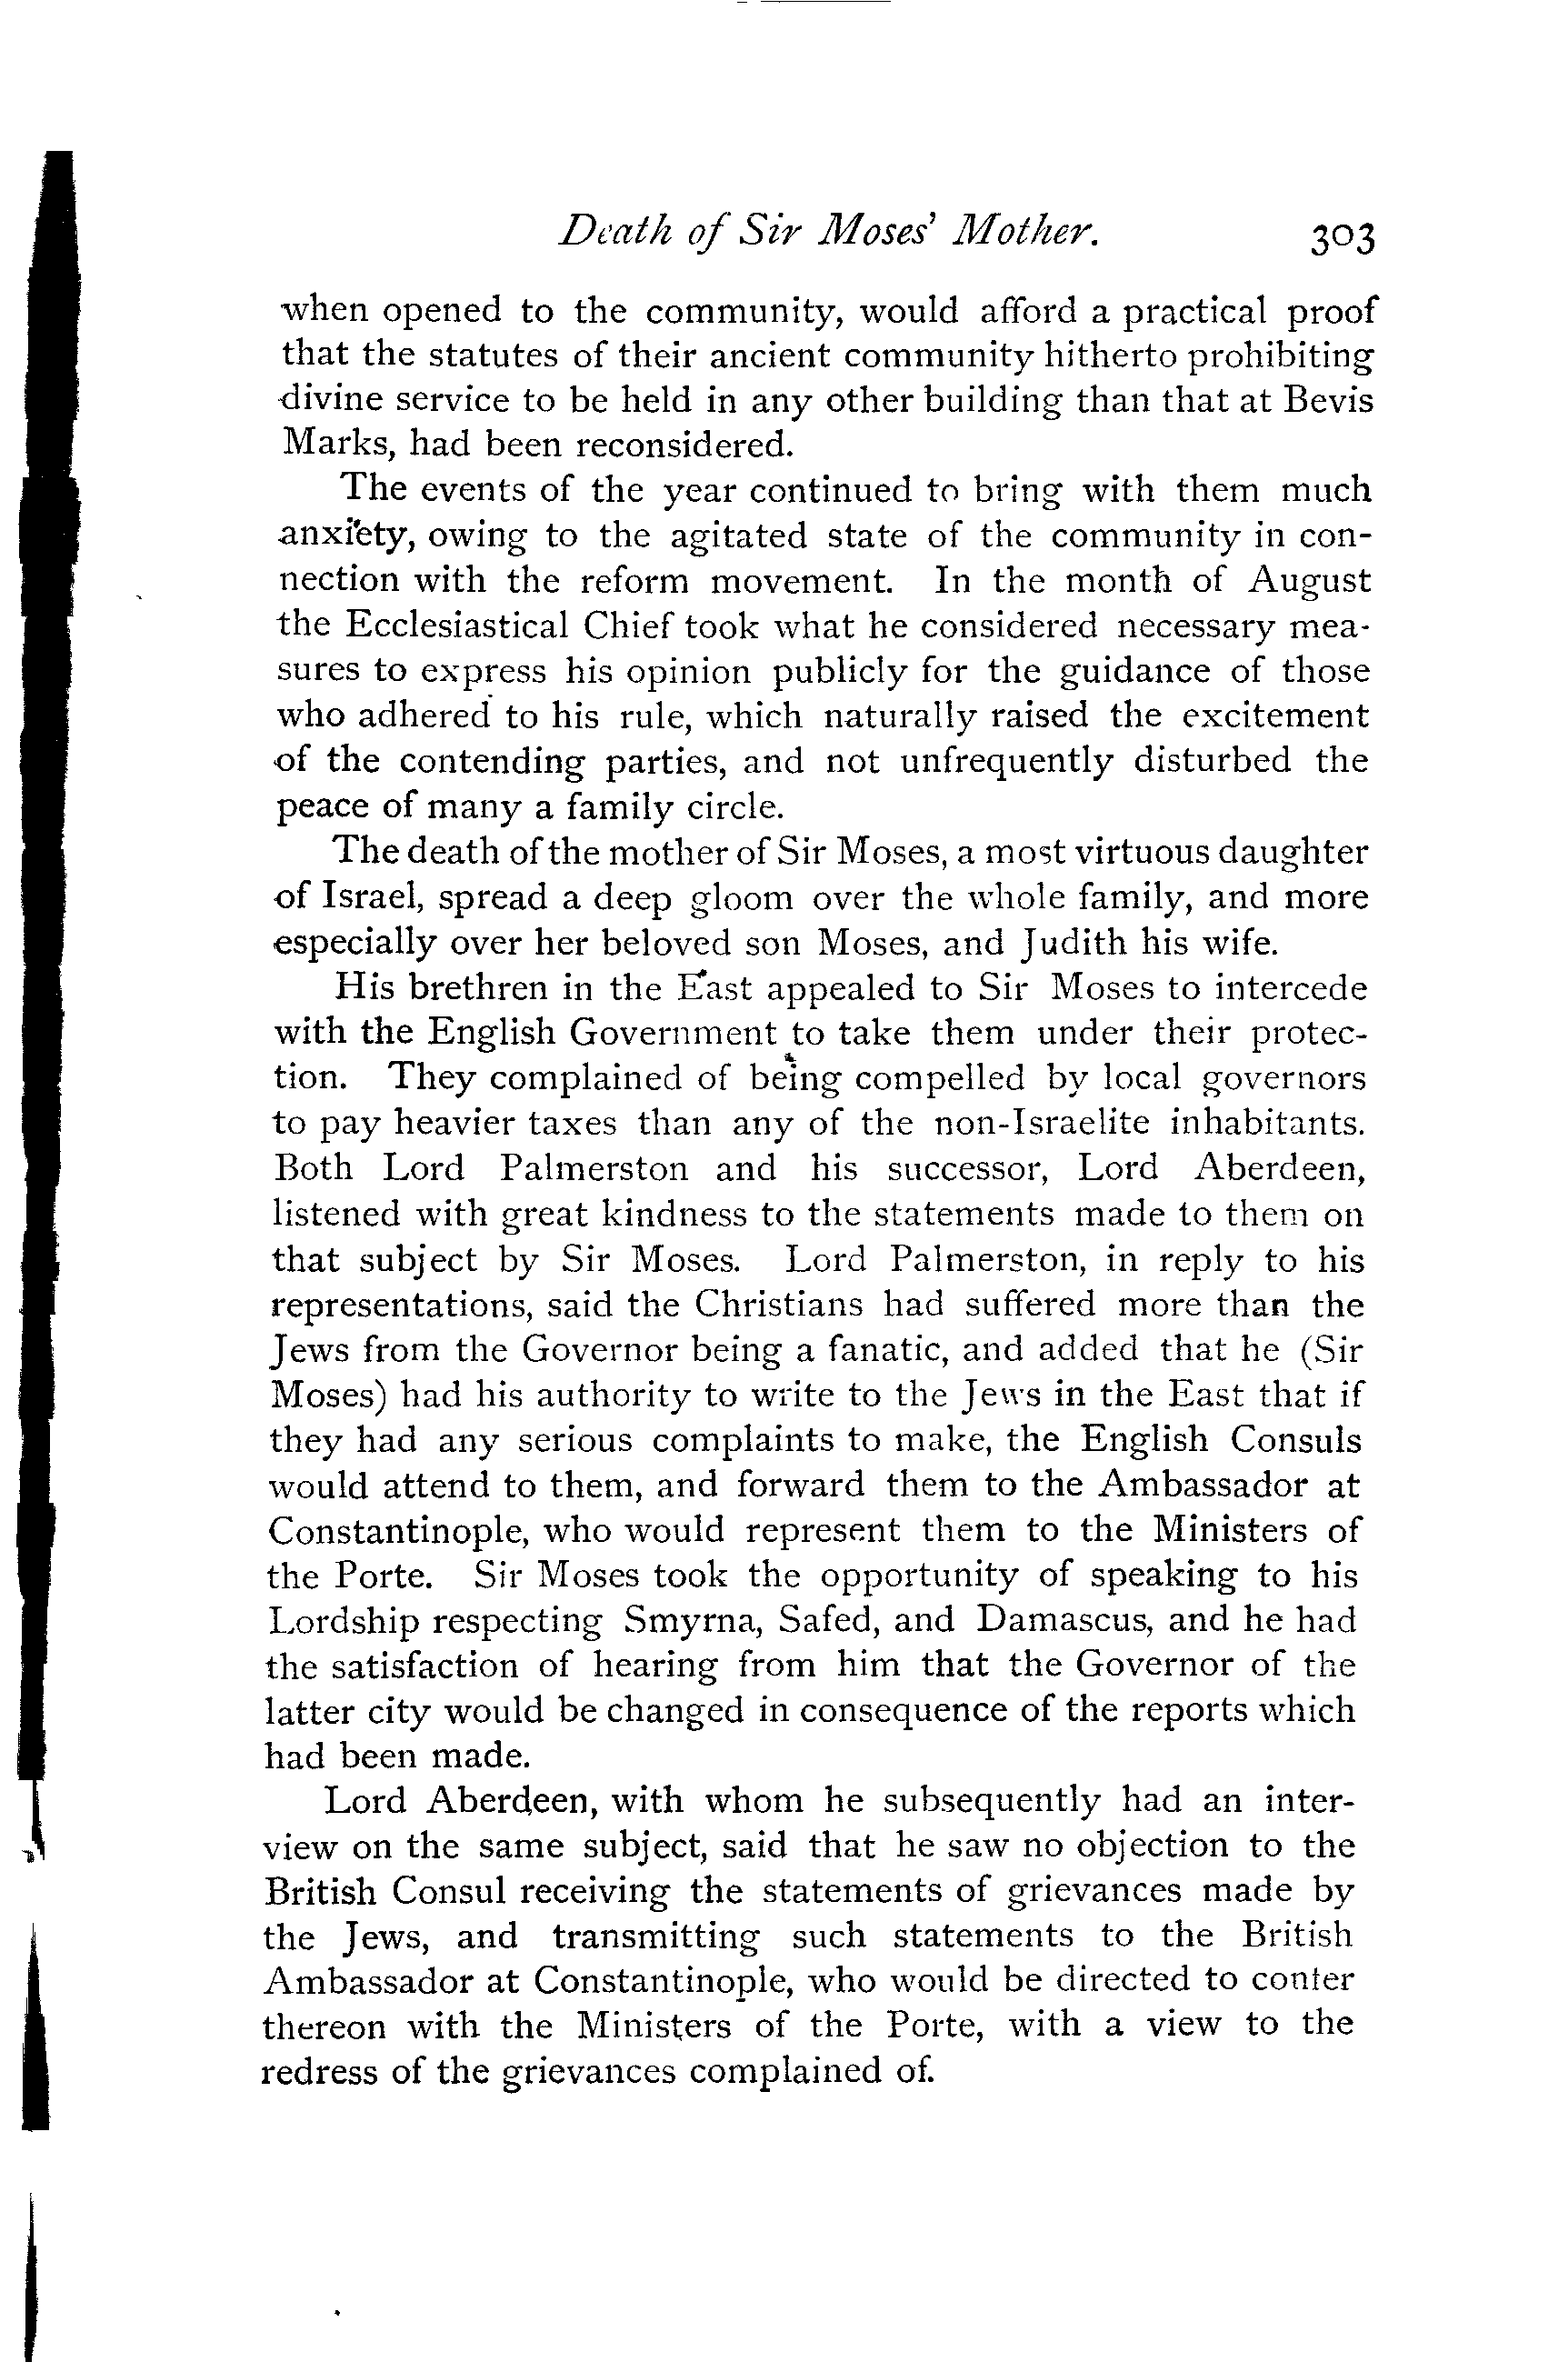 Death of Sir Moses' Mother. 303
when opened to the community, would afford a practical proof
that the statutes of their ancient community hitherto prohibiting
divine service to be held in any other building than that at Bevis
Marks, had been reconsidered.
The events of the year continued to bring with them much
anxiety, owing to the agitated state of the community in con-
nection with the reform movement. In the month of August
the Ecclesiastical Chief took what he considered necessary mea-
sures to express his opinion publicly for the guidance of those
who adhered to his rule, which naturally raised the excitement
of the contending parties, and not unfrequently disturbed the
peace of many a family circle.
The death of the mother of Sir Moses, a most virtuous daughter
of Israel, spread a deep gloom over the whole family, and more
especially over her beloved son Moses, and Judith his wife.
His brethren in the East appealed to Sir Moses to intercede
with the English Government to take them under their protec-
tion. They complained of being compelled by local governors
to pay heavier taxes than any of the non-Israelite inhabitants.
Both Lord Palmerston and his successor, Lord Aberdeen,
listened with great kindness to the statements made to them on
that subject by Sir Moses. Lord Palmerston, in reply to his
representations, said the Christians had suffered more than the
Jews from the Governor being a fanatic, and added that he (Sir
Moses) had his authority to write to the Jews in the East that if
they had any serious complaints to make, the English Consuls
would attend to them, and forward them to the Ambassador at
Constantinople, who would represent them to the Ministers of
the Porte. Sir Moses took the opportunity of speaking to his
Lordship respecting Smyrna, Safed, and Damascus, and he had
the satisfaction of hearing from him that the Governor of the
latter city would be changed in consequence of the reports which
had been made.
Lord Aberdeen, with whom he subsequently had an inter-
view on the same subject, said that he saw no objection to the
British Consul receiving the statements of grievances made by
the Jews, and transmitting such statements to the British
Ambassador at Constantinople, who would be directed to confer
thereon with the Ministers of the Porte, with a view to the
redress of the grievances complained of.